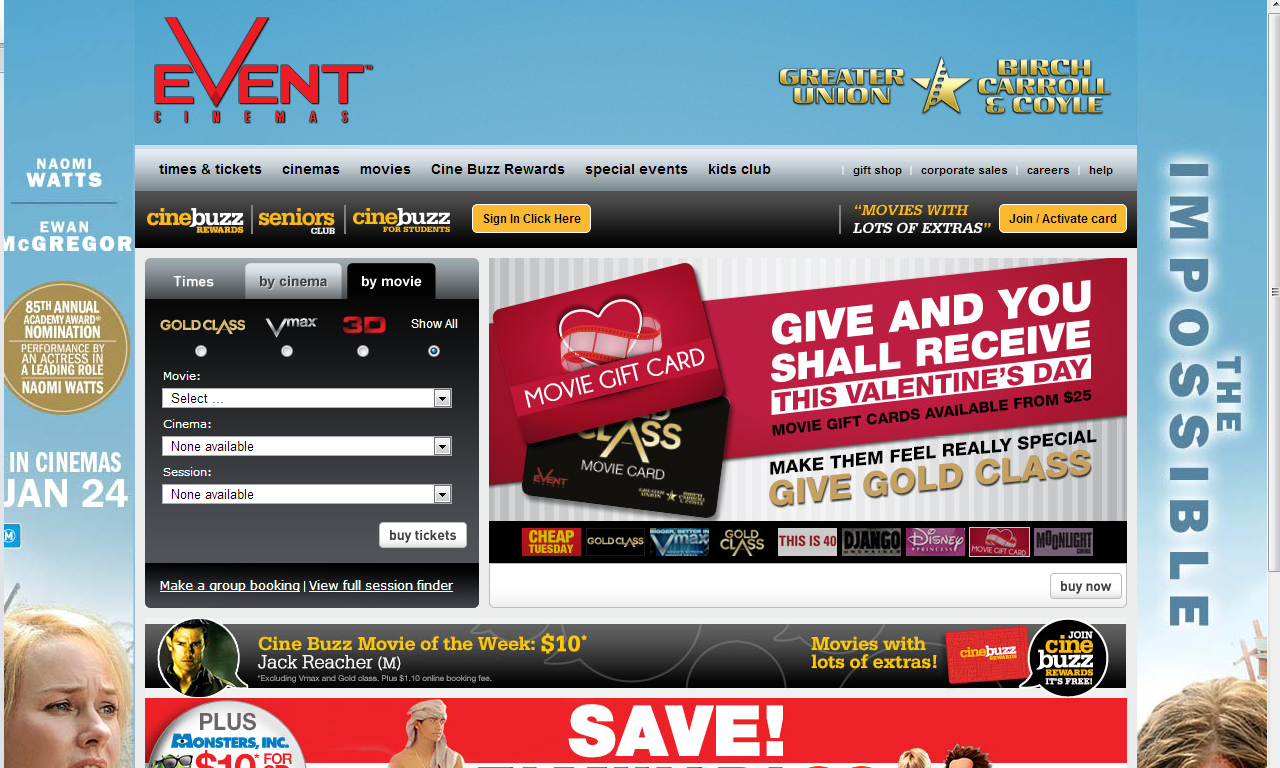 EVENT
CINEMAS
GREATER
UNION
BIRCH
CARROLL
& COYLE
times & tickets
cinemas
movies
Cine Buzz Rewards
special events
kids club
gift shop
corporate sales
careers
help
cinebuzz
REWARDS
seniors
CLUB
cinebuzz
FOR STUDENTS
Sign In Click Here
“MOVIES WITH
LOTS OF EXTRAS”
Join / Activate card
NAOMI
WATTS
EWAN
McGREGOR
85TH ANNUAL
ACADEMY AWARD®
NOMINATION
PERFORMANCE BY
AN ACTRESS IN
A LEADING ROLE
NAOMI WATTS
IN CINEMAS
JAN 24
M
Times
by cinema
by movie
GOLD CLASS
Vmax
3D
Show All
Movie:
Select ...
Cinema:
None available
Session:
None available
buy tickets
Make a group booking | View full session finder
MOVIE GIFT CARD
CLASS
MOVIE CARD
EVENT
GREATER
UNION
BIRCH
CARROLL
& COYLE
GIVE AND YOU
SHALL RECEIVE
THIS VALENTINE'S DAY
MOVIE GIFT CARDS AVAILABLE FROM $25
MAKE THEM FEEL REALLY SPECIAL
GIVE GOLD CLASS
CHEAP
TUESDAY
GOLD CLASS
BIGGER, BETTER IN
Vmax
GOLD
CLASS
THIS IS 40
DJANGO
DISNEY
PRINCESS
MOVIE GIFT CARD
MOONLIGHT
CINEMA
buy now
THE
IMPOSSIBLE
Cine Buzz Movie of the Week: $10*
Jack Reacher (M)
*Excluding Vmax and Gold class. Plus $1.10 online booking fee.
Movies with
lots of extras!
cinebuzz
REWARDS
JOIN
cine
buzz
REWARDS
IT'S FREE!
PLUS
MONSTERS, INC.
$10* FOR
SAVE!